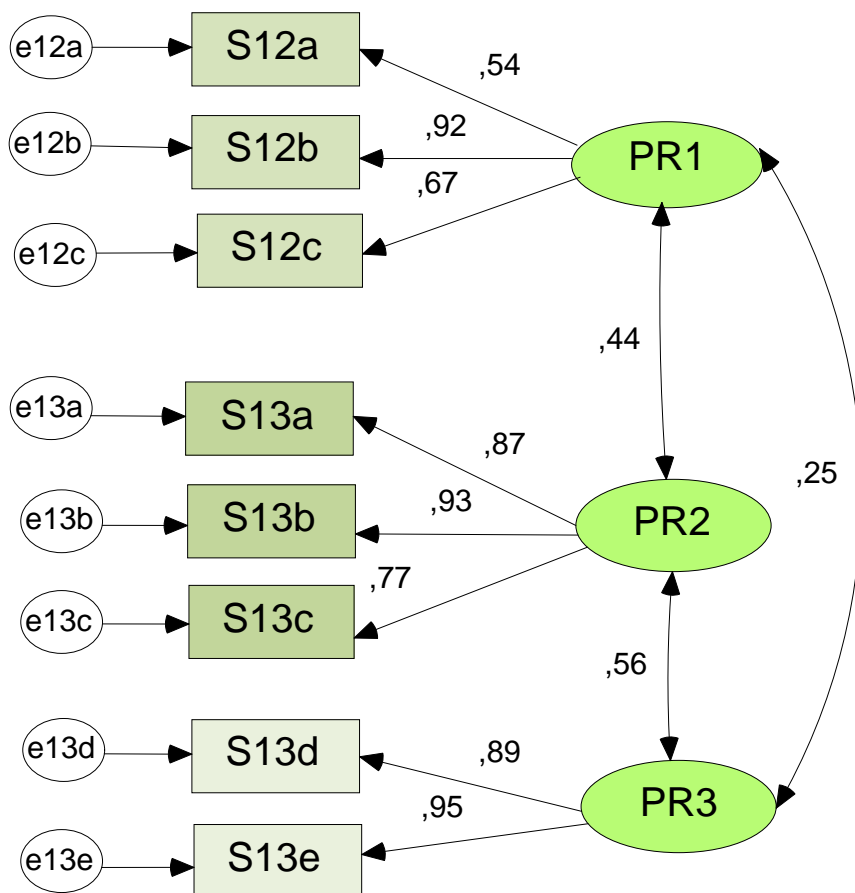 e12a
S12a
,54
e12b
S12b
,92
PR1
,67
e12c
S12c
,44
e13a
S13a
,87
,25
e13b
S13b
,93
PR2
,77
e13c
S13c
,56
e13d
S13d
,89
PR3
,95
e13e
S13e